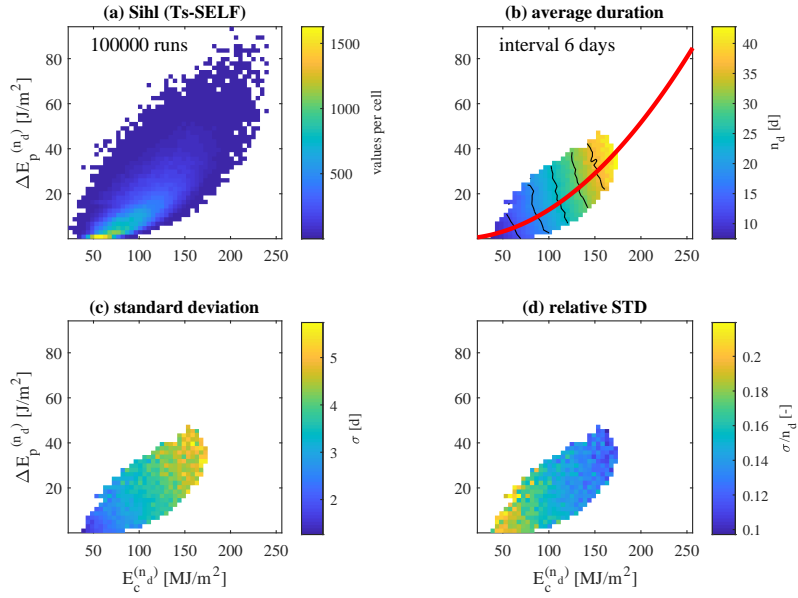 (a) Sihl (Ts-SELF)
100000 runs
80
60
40
20
50 100 150 200 250
ΔE_p^(n_d) [J/m²]
1500
1000
500
values per cell
(b) average duration
interval 6 days
80
60
40
20
50 100 150 200 250
40
35
30
25
20
15
10
n_d [d]
(c) standard deviation
80
60
40
20
50 100 150 200 250
ΔE_p^(n_d) [J/m²]
E_c^(n_d) [MJ/m²]
5
4
3
2
σ [d]
(d) relative STD
80
60
40
20
50 100 150 200 250
E_c^(n_d) [MJ/m²]
0.2
0.18
0.16
0.14
0.12
0.1
σ/n_d [-]